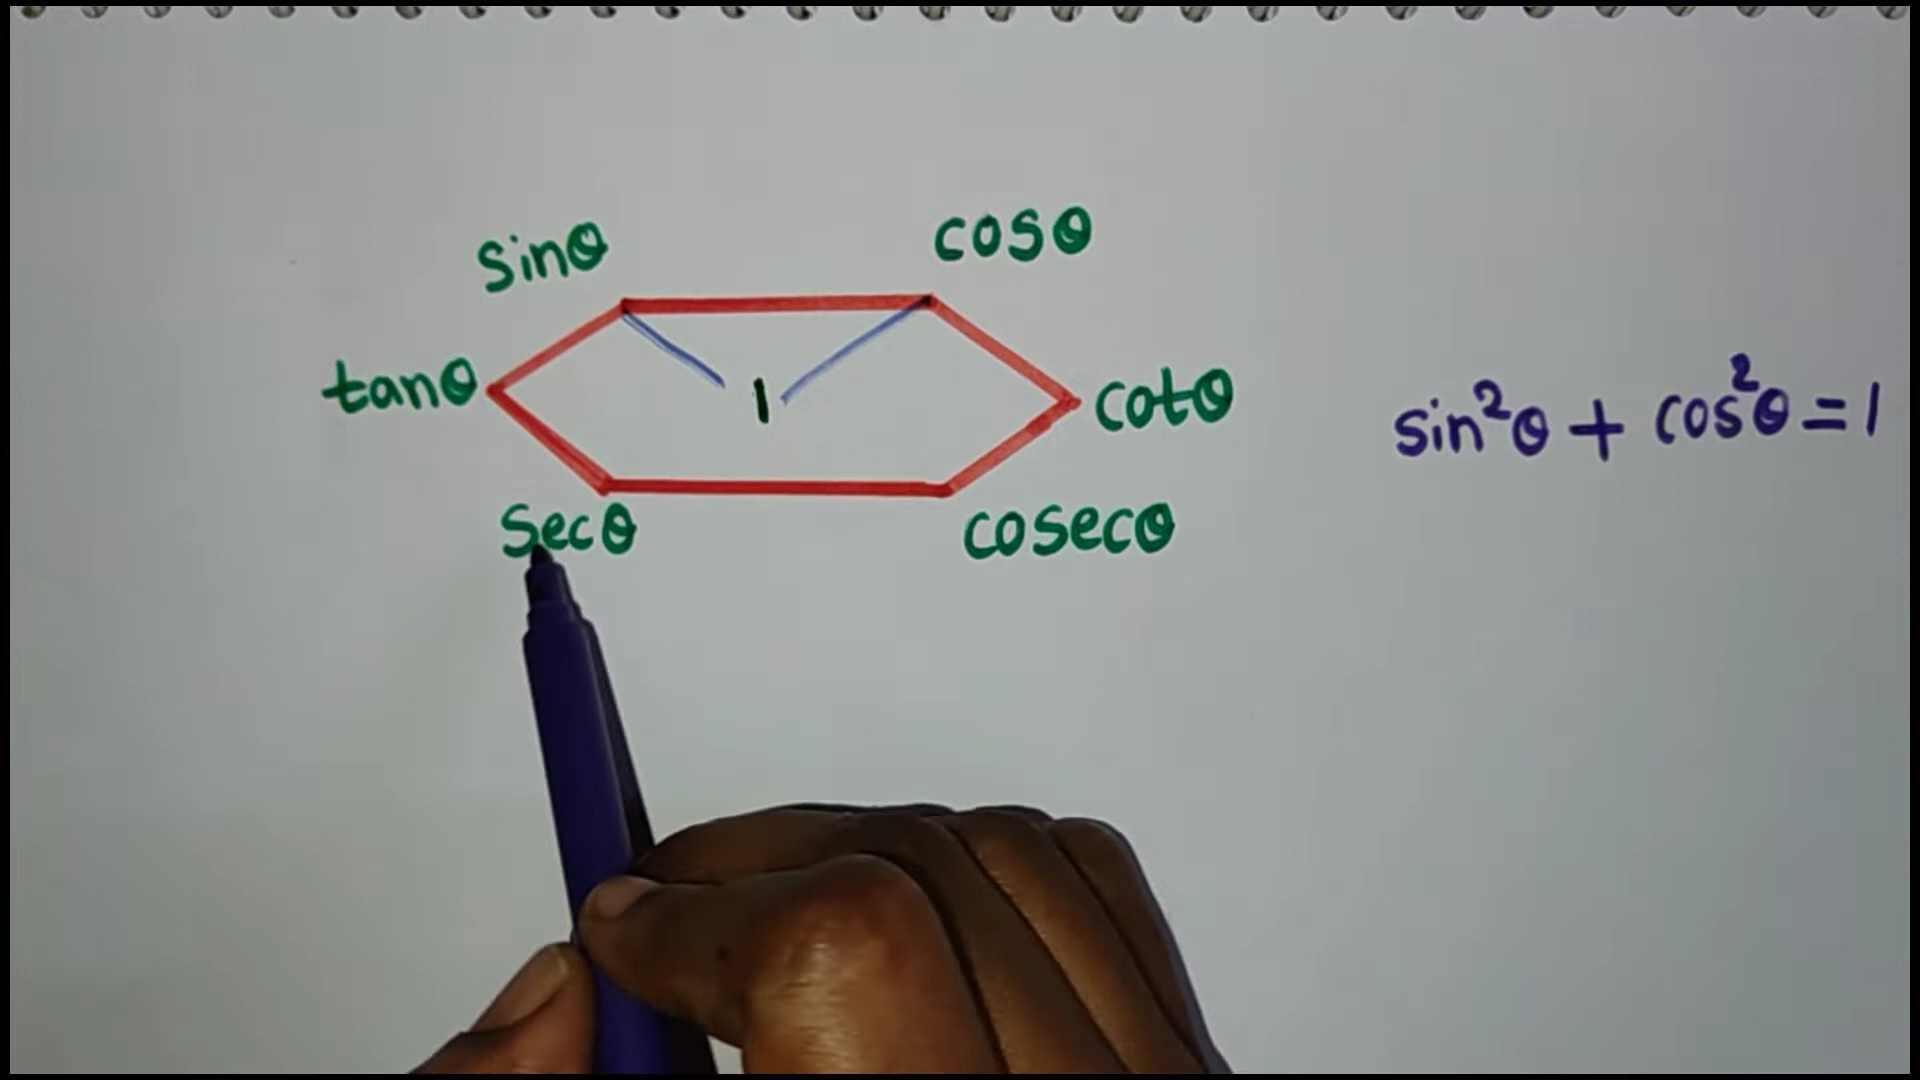 sinθ cosθ
tanθ 1 cotθ
sin²θ + cos²θ = 1
secθ cosecθ